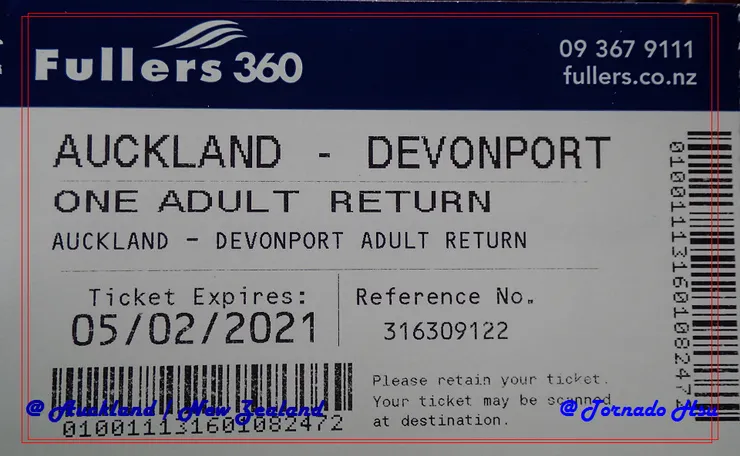 Fullers 360
09 367 9111
fullers.co.nz
AUCKLAND - DEVONPORT
ONE ADULT RETURN
AUCKLAND - DEVONPORT ADULT RETURN
Ticket Expires:
05/02/2021
Reference No.
316309122
Please retain your ticket.
Your ticket may be scanned
at destination.
@ Auckland / New Zealand
@Tornado Hsu
010011131601082472
010011131601082472